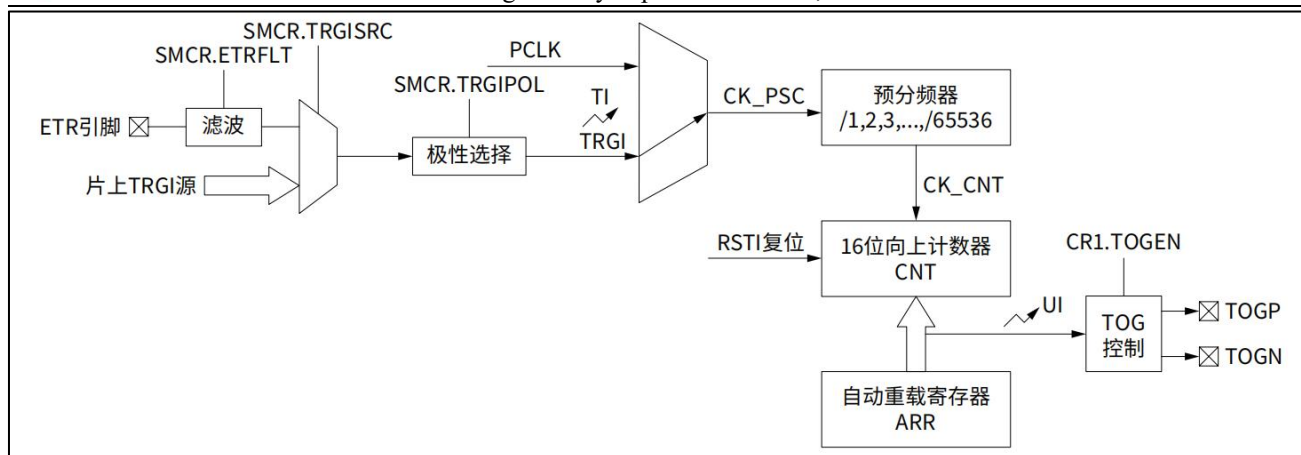 SMCR.TRGISRC
SMCR.ETRFLT
PCLK
SMCR.TRGIPOL
TI
CK_PSC
预分频器
/1,2,3,...,/65536
ETR引脚
滤波
极性选择
TRGI
片上TRGI源
CK_CNT
RSTI复位
16位向上计数器
CNT
CR1.TOGEN
UI
TOG
控制
TOGP
TOGN
自动重载寄存器
ARR